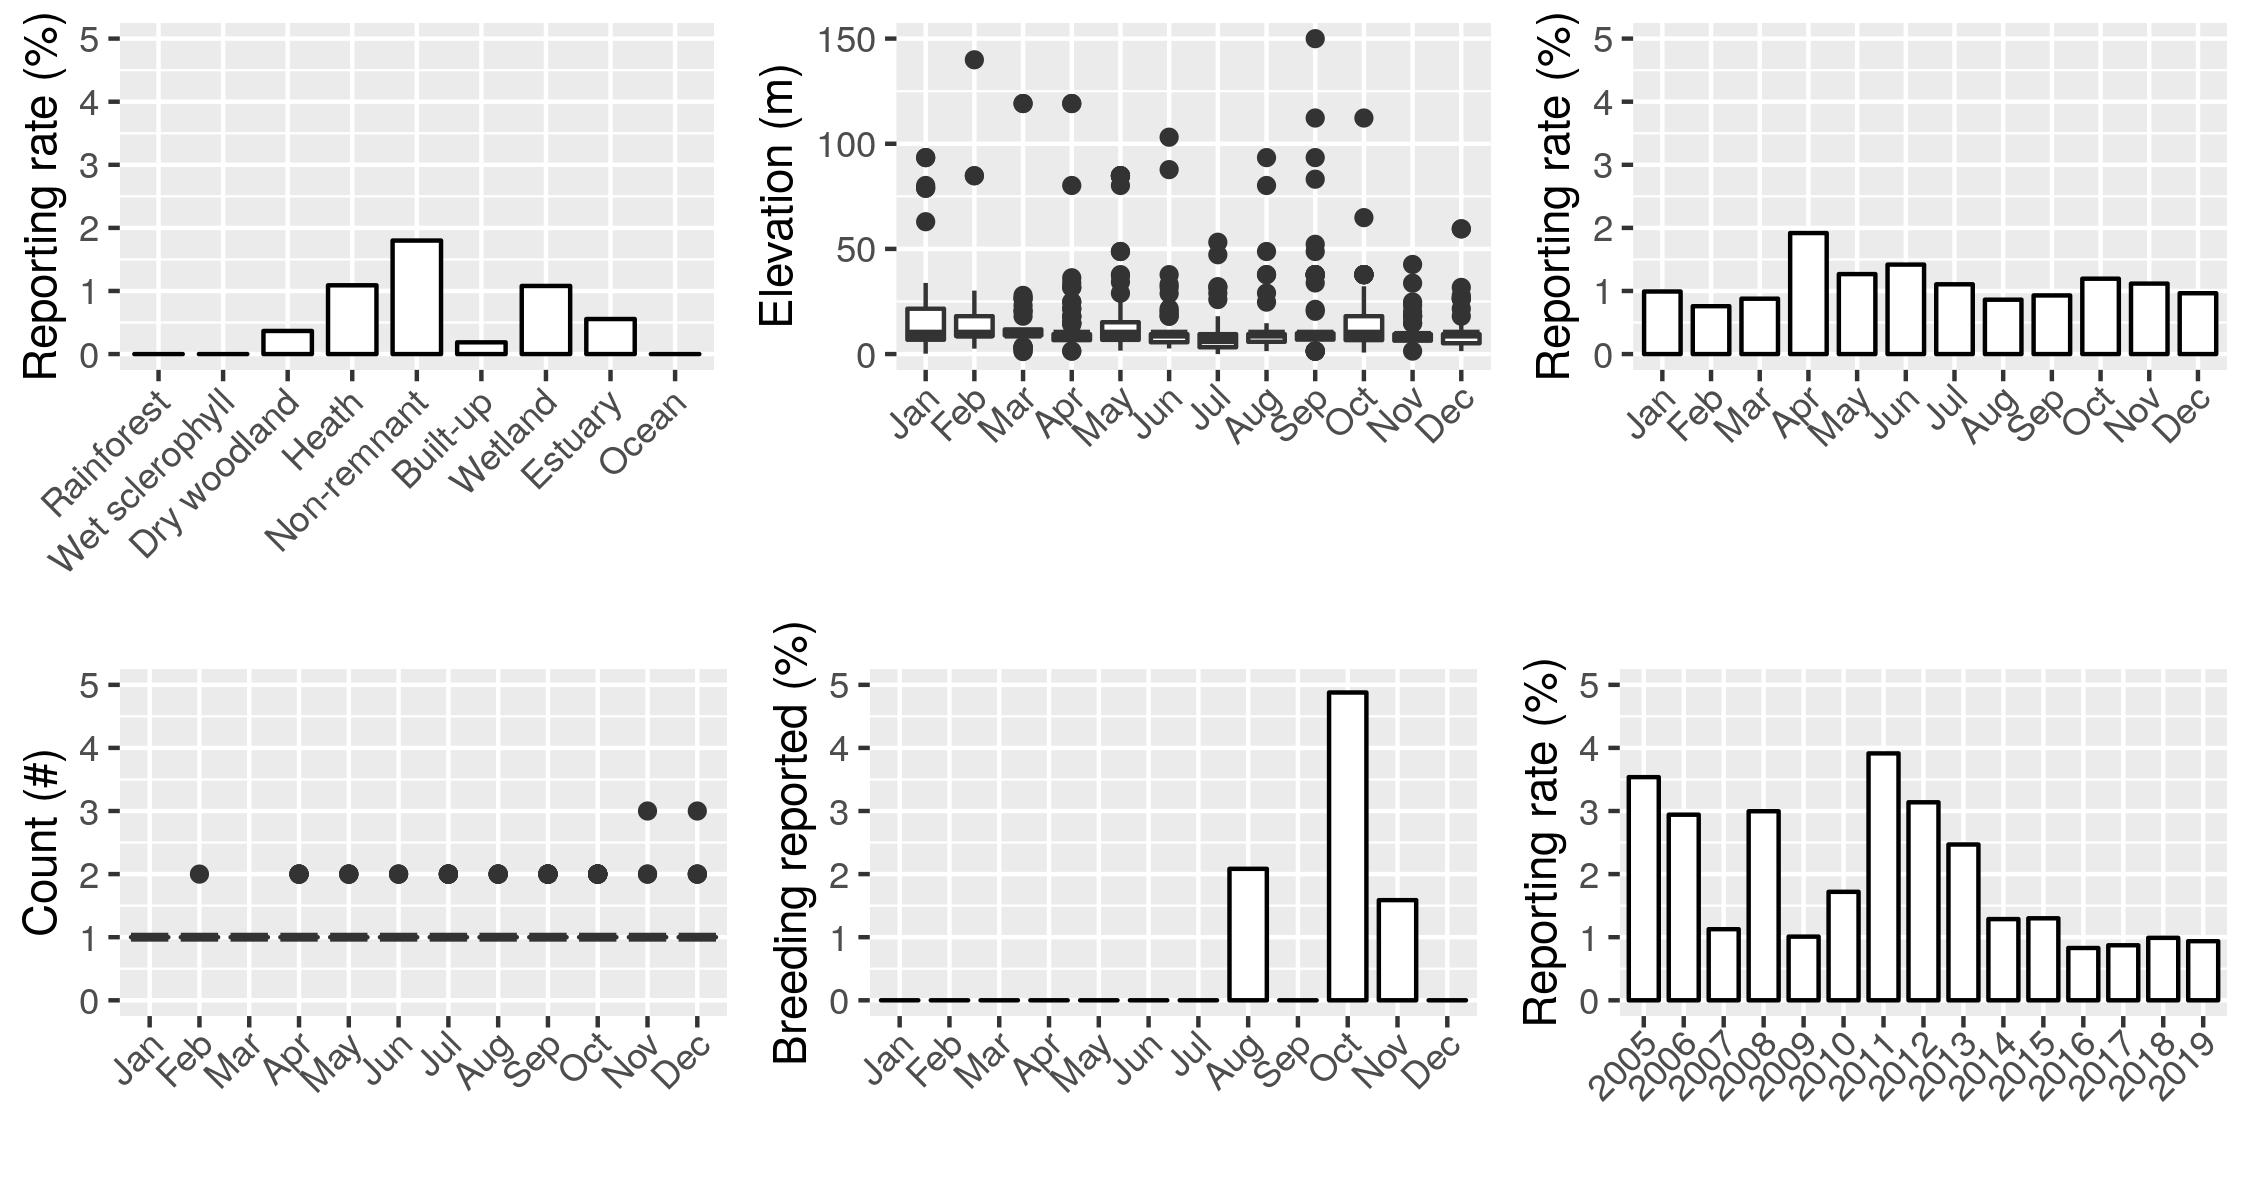 Reporting rate (%)
5
4
3
2
1
0
Rainforest
Wet sclerophyll
Dry woodland
Heath
Non-remnant
Built-up
Wetland
Estuary
Ocean
Elevation (m)
150
100
50
0
Jan
Feb
Mar
Apr
May
Jun
Jul
Aug
Sep
Oct
Nov
Dec
Reporting rate (%)
5
4
3
2
1
0
Jan
Feb
Mar
Apr
May
Jun
Jul
Aug
Sep
Oct
Nov
Dec
Count (#)
5
4
3
2
1
0
Jan
Feb
Mar
Apr
May
Jun
Jul
Aug
Sep
Oct
Nov
Dec
Breeding reported (%)
5
4
3
2
1
0
Jan
Feb
Mar
Apr
May
Jun
Jul
Aug
Sep
Oct
Nov
Dec
Reporting rate (%)
5
4
3
2
1
0
2005
2006
2007
2008
2009
2010
2011
2012
2013
2014
2015
2016
2017
2018
2019